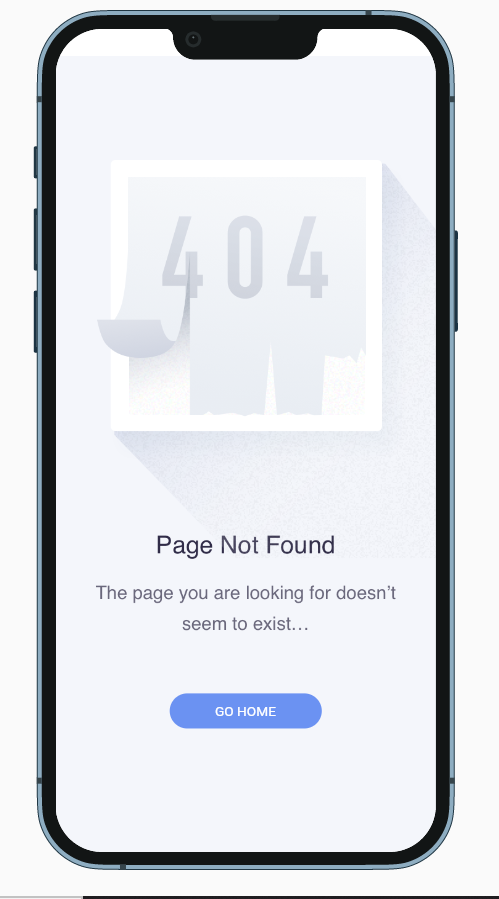 404
Page Not Found
The page you are looking for doesn’t
seem to exist…
GO HOME